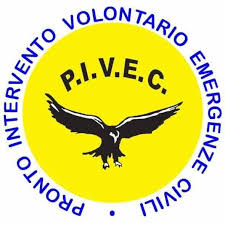 PRONTO INTERVENTO VOLONTARIO EMERGENZE CIVILI •
P.I.V.E.C.